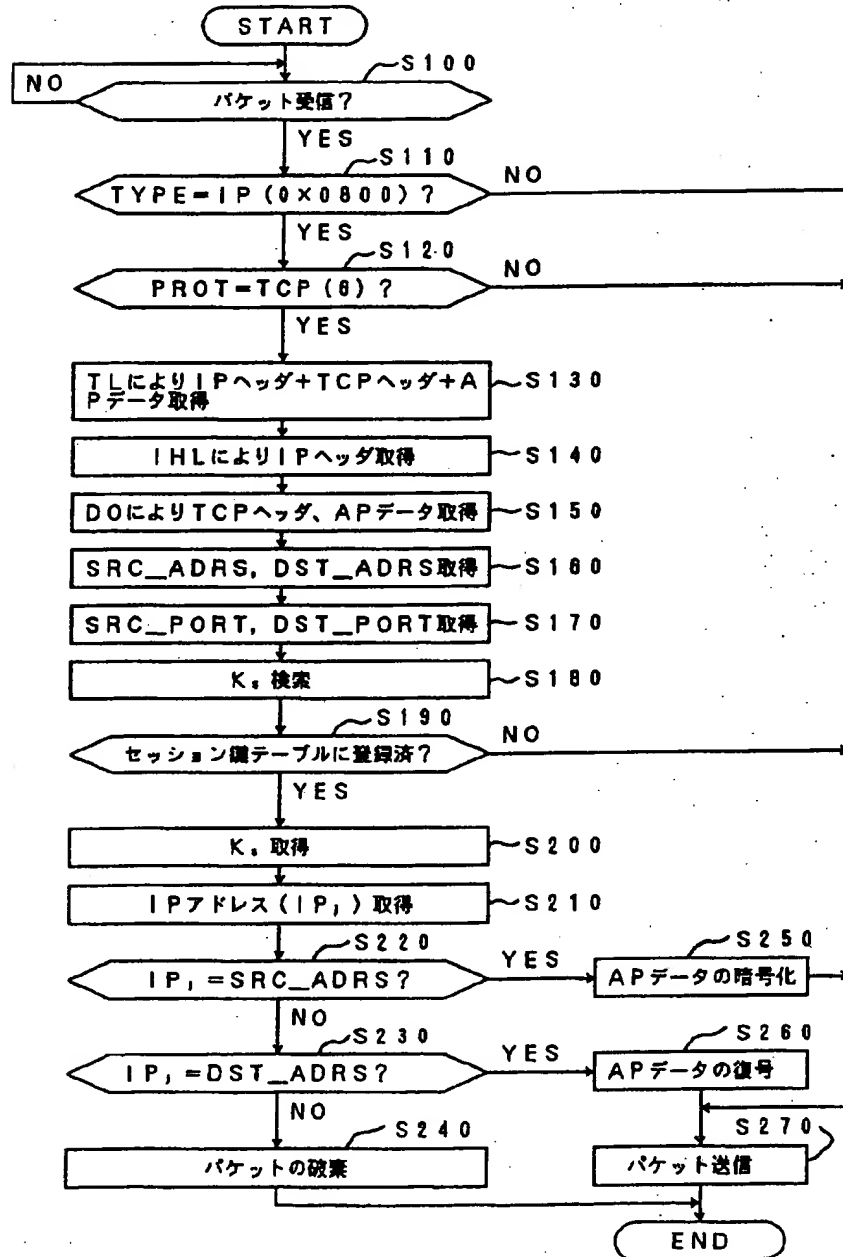 START
S100
NO
パケット受信?
YES
S110
TYPE=IP(0×0800)?
NO
YES
S120
PROT=TCP(6)?
NO
YES
TLによりIPヘッダ+TCPヘッダ+A
Pデータ取得
S130
IHLによりIPヘッダ取得
S140
DOによりTCPヘッダ、APデータ取得
S150
SRC_ADRS, DST_ADRS取得
S160
SRC_PORT, DST_PORT取得
S170
Ks 検索
S180
S190
セッション鍵テーブルに登録済?
NO
YES
Ks 取得
S200
IPアドレス(IPj)取得
S210
S220
IPj=SRC_ADRS?
YES
S250
APデータの暗号化
NO
S230
IPj=DST_ADRS?
YES
S260
APデータの復号
NO
S240
パケットの破棄
S270
パケット送信
END